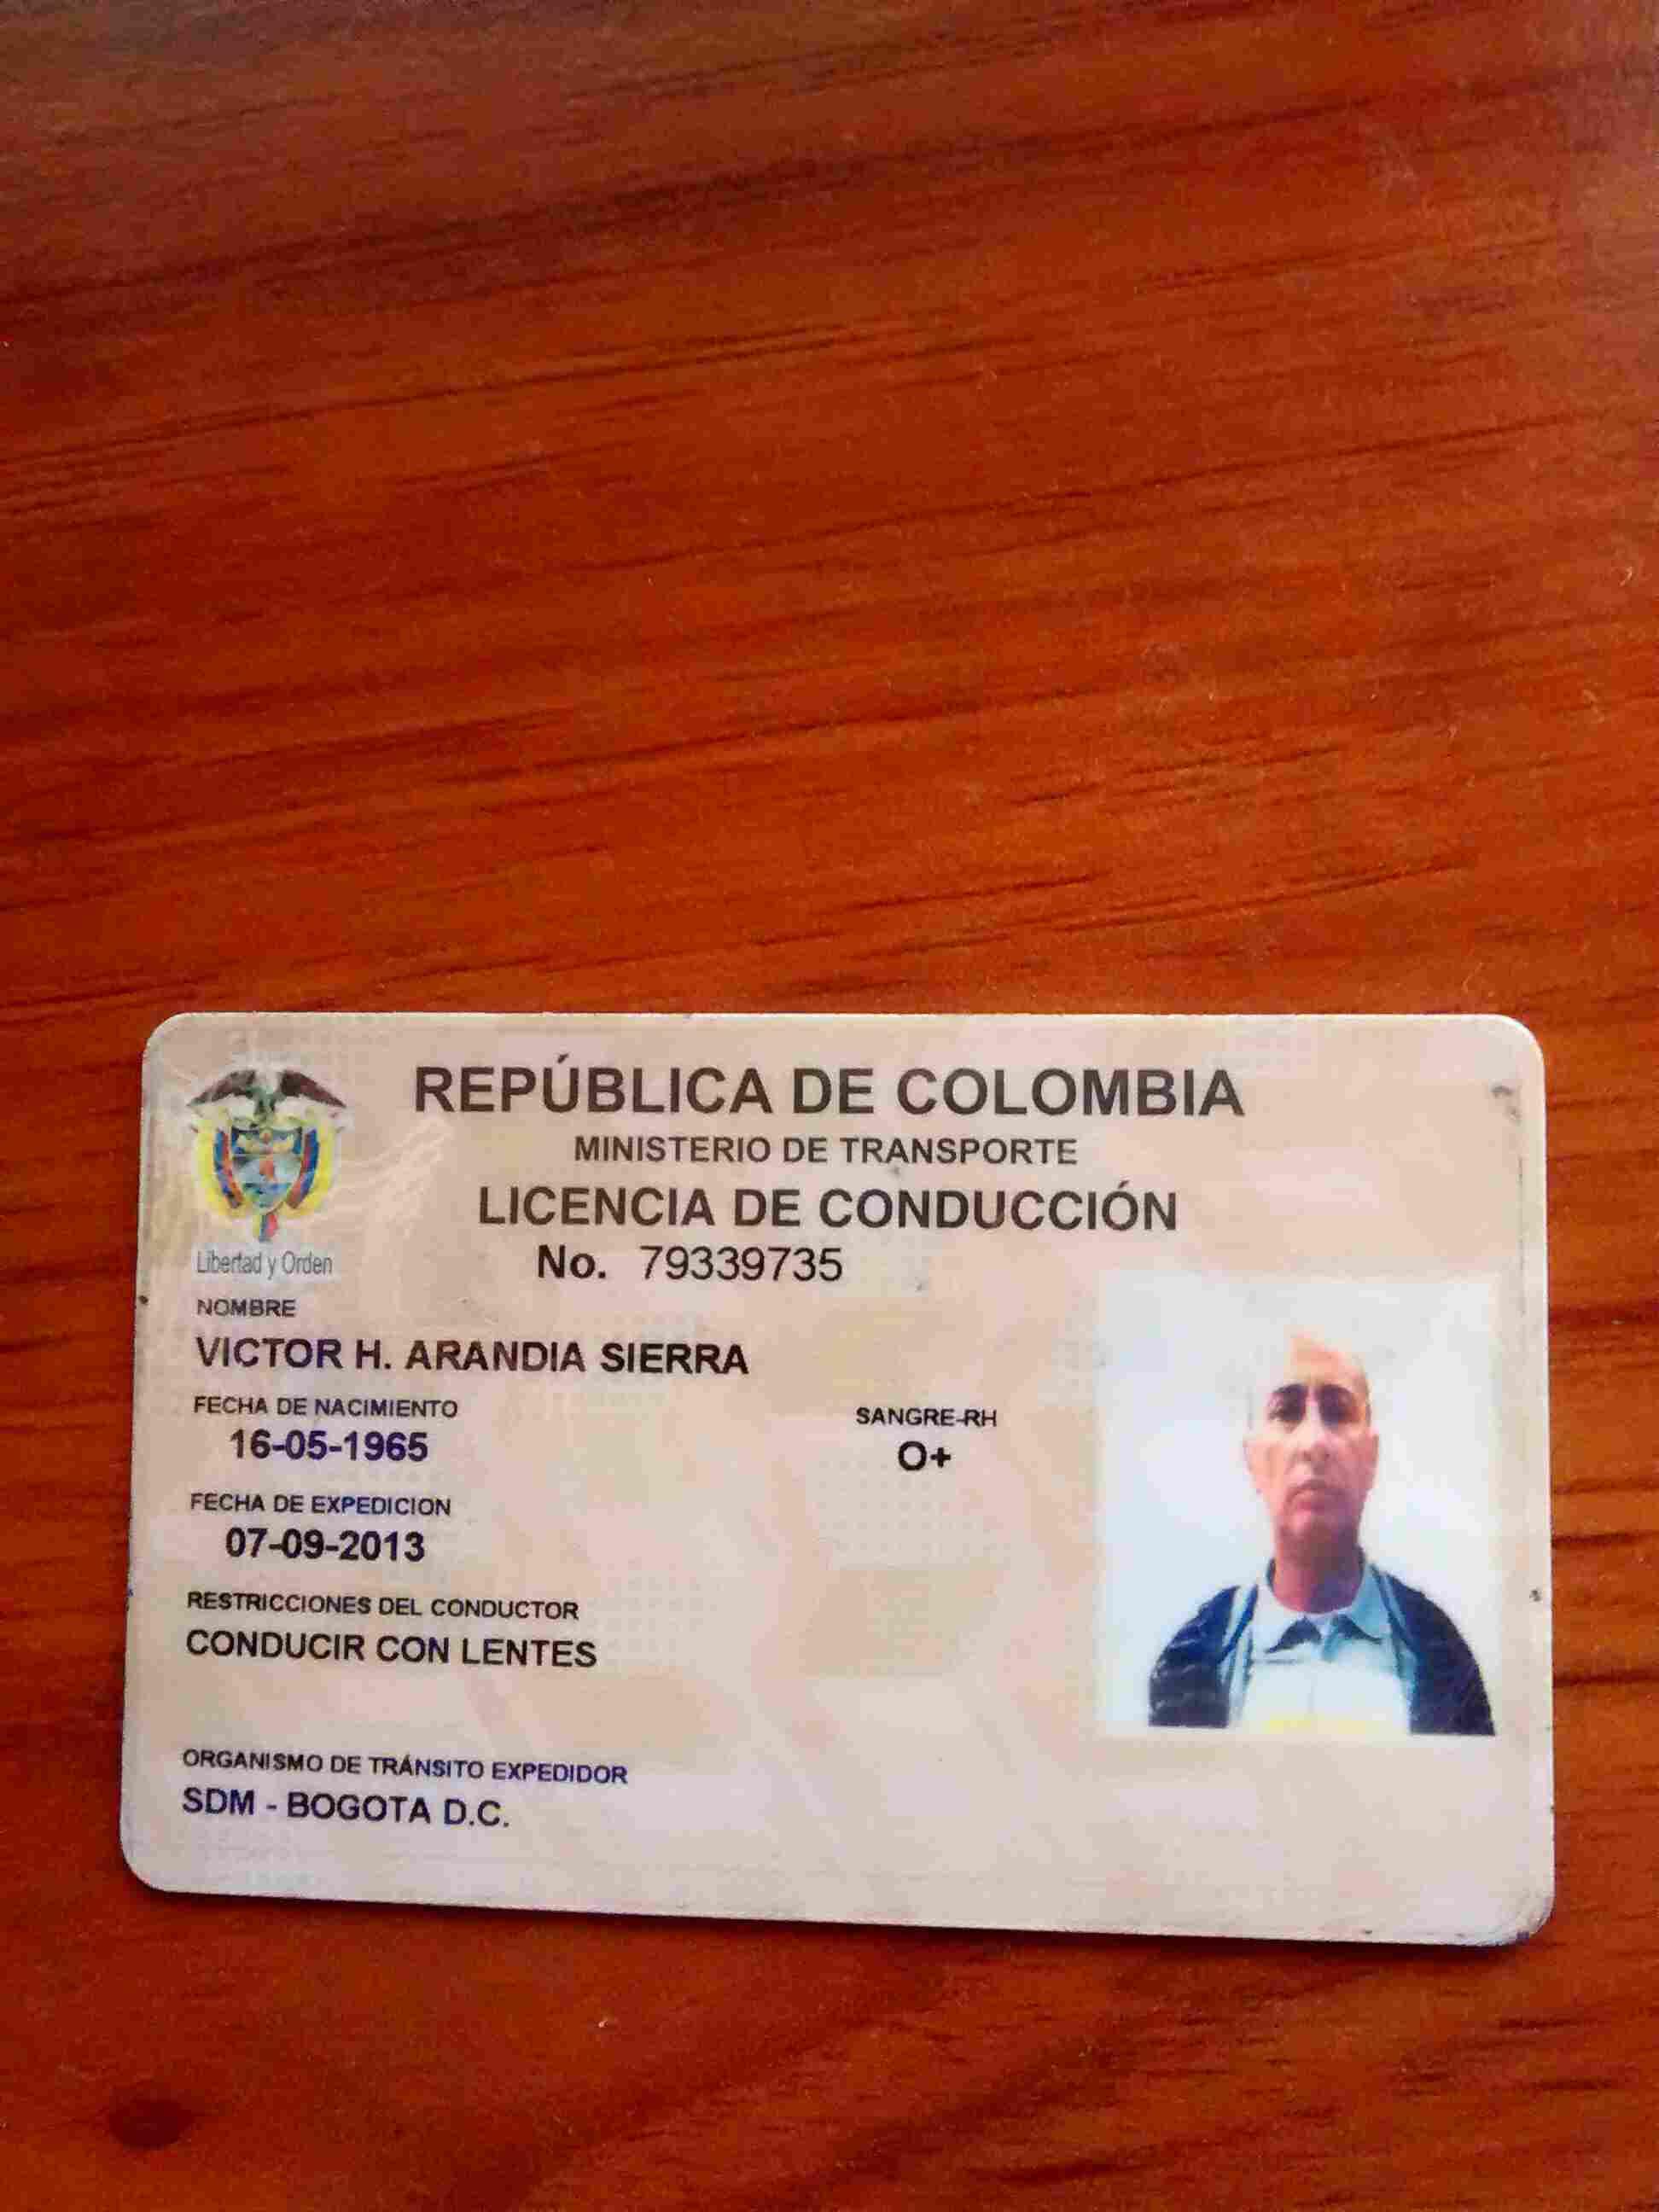 REPÚBLICA DE COLOMBIA
MINISTERIO DE TRANSPORTE
LICENCIA DE CONDUCCIÓN
No. 79339735
Libertad y Orden
NOMBRE
VICTOR H. ARANDIA SIERRA
FECHA DE NACIMIENTO
16-05-1965
SANGRE-RH
O+
FECHA DE EXPEDICION
07-09-2013
RESTRICCIONES DEL CONDUCTOR
CONDUCIR CON LENTES
ORGANISMO DE TRÁNSITO EXPEDIDOR
SDM - BOGOTA D.C.